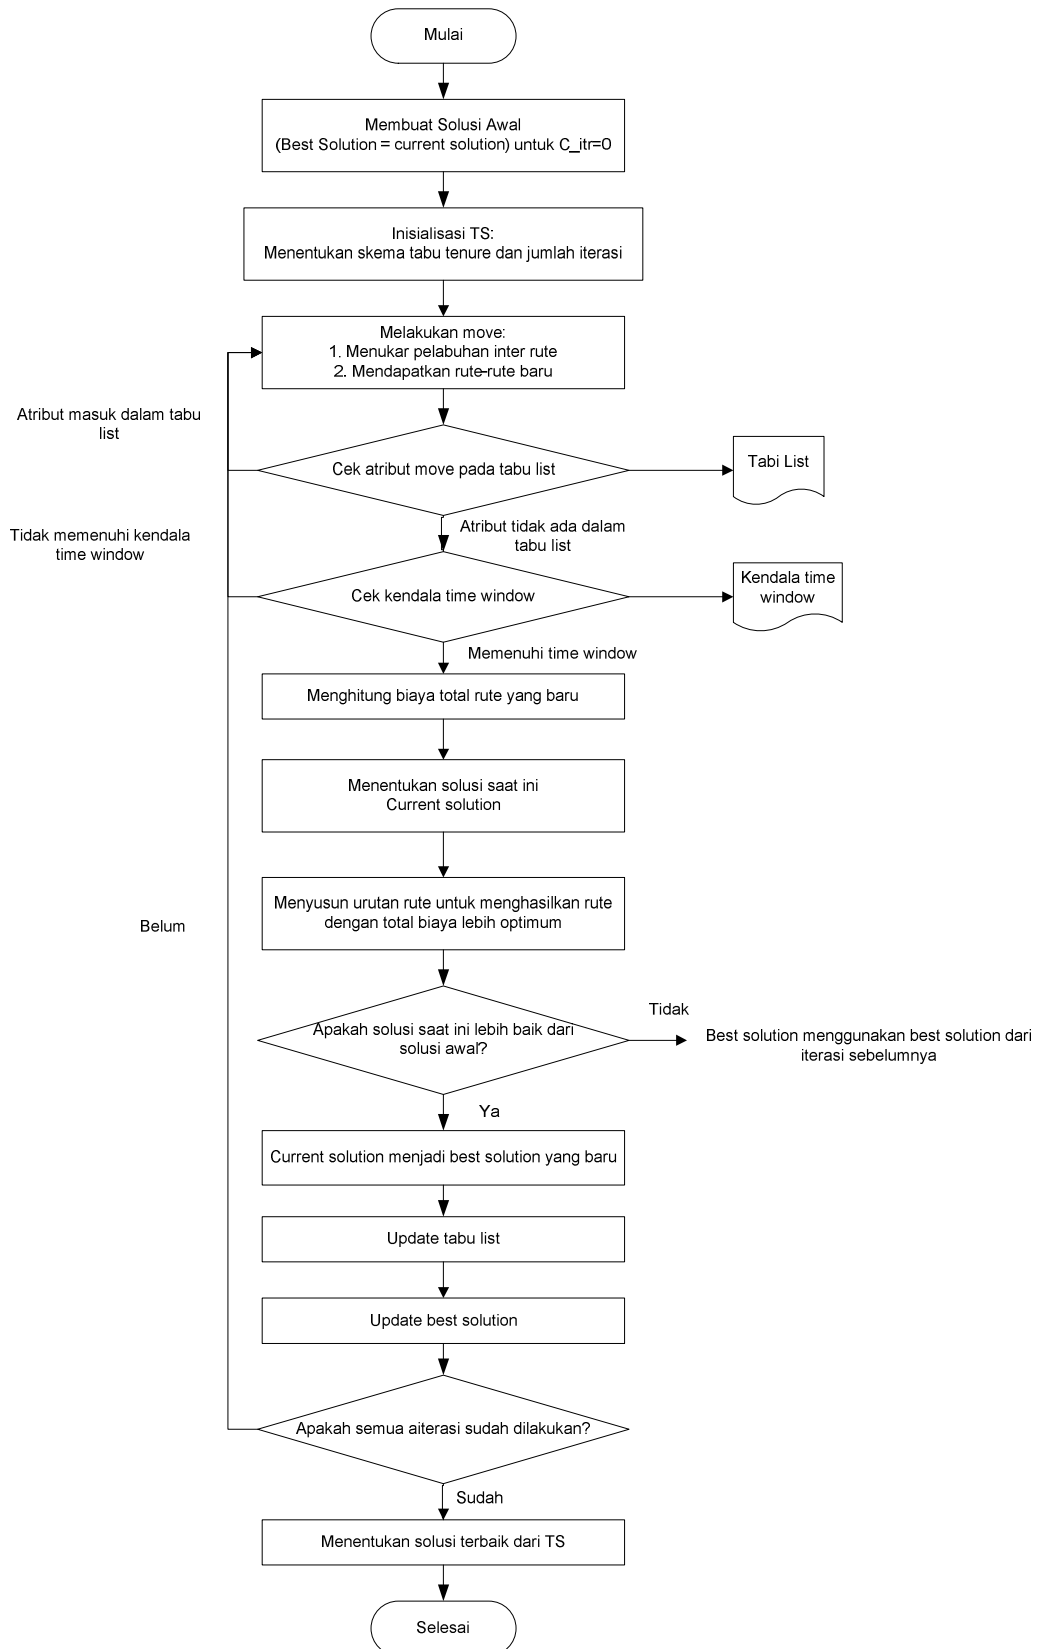 Mulai
Membuat Solusi Awal
(Best Solution = current solution) untuk C_itr=0
Inisialisasi TS:
Menentukan skema tabu tenure dan jumlah iterasi
Melakukan move:
1. Menukar pelabuhan inter rute
2. Mendapatkan rute-rute baru
Atribut masuk dalam tabu
list
Cek atribut move pada tabu list
Tabi List
Atribut tidak ada dalam
tabu list
Tidak memenuhi kendala
time window
Cek kendala time window
Kendala time
window
Memenuhi time window
Menghitung biaya total rute yang baru
Menentukan solusi saat ini
Current solution
Menyusun urutan rute untuk menghasilkan rute
dengan total biaya lebih optimum
Belum
Apakah solusi saat ini lebih baik dari
solusi awal?
Tidak
Best solution menggunakan best solution dari
iterasi sebelumnya
Ya
Current solution menjadi best solution yang baru
Update tabu list
Update best solution
Apakah semua aiterasi sudah dilakukan?
Sudah
Menentukan solusi terbaik dari TS
Selesai